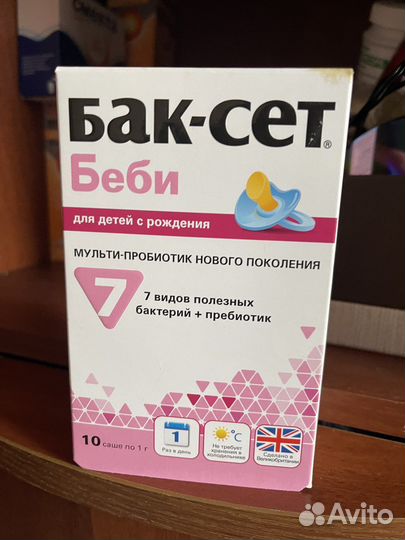 Бак-сет®
Беби
для детей с рождения
МУЛЬТИ-ПРОБИОТИК НОВОГО ПОКОЛЕНИЯ
7
7 видов полезных
бактерий + пребиотик
10 саше по 1 г
1
Раз в день
°C
Не требует
хранения в
холодильнике
Сделано в
Великобритании
Avito